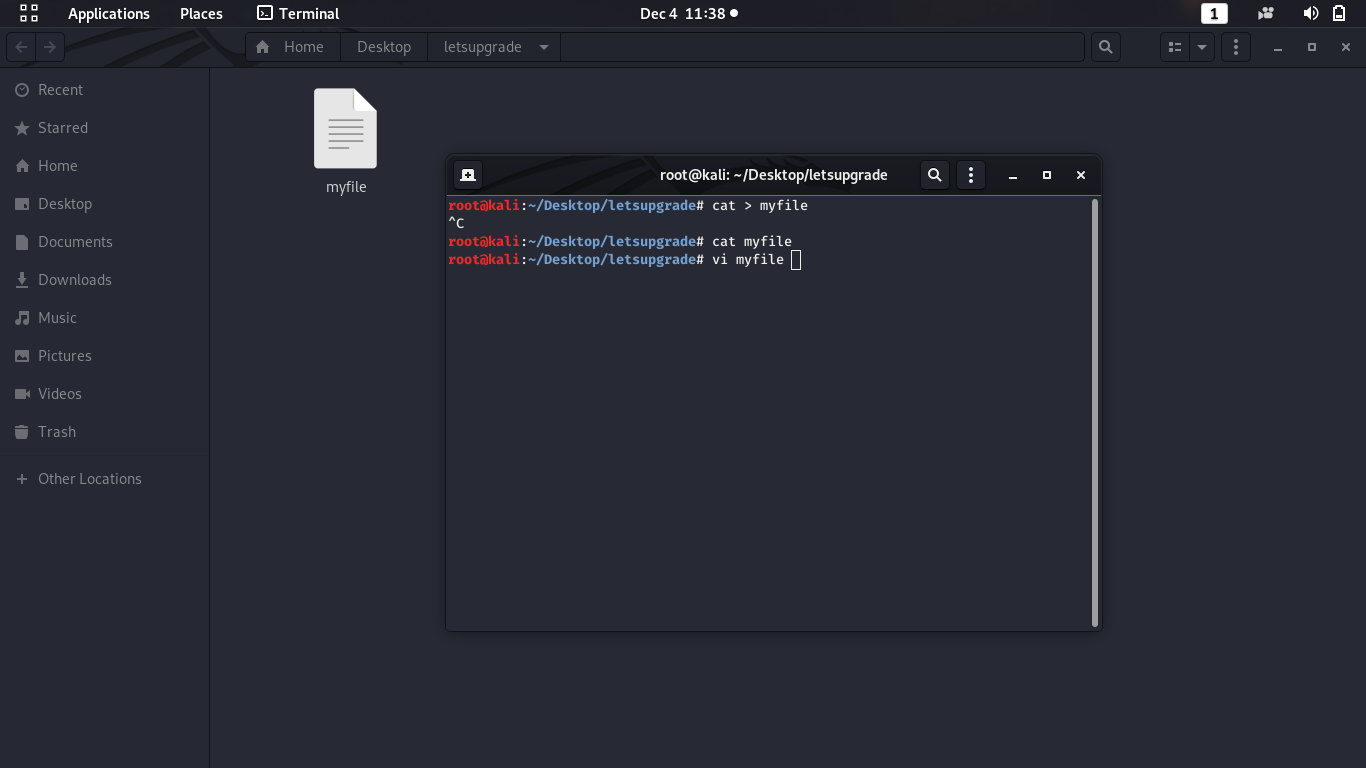 Applications Places Terminal Dec 4 11:38 1
Home Desktop letsupgrade
Recent
Starred
Home
Desktop
Documents
Downloads
Music
Pictures
Videos
Trash
Other Locations
myfile
root@kali: ~/Desktop/letsupgrade
root@kali:~/Desktop/letsupgrade# cat > myfile
^C
root@kali:~/Desktop/letsupgrade# cat myfile
root@kali:~/Desktop/letsupgrade# vi myfile